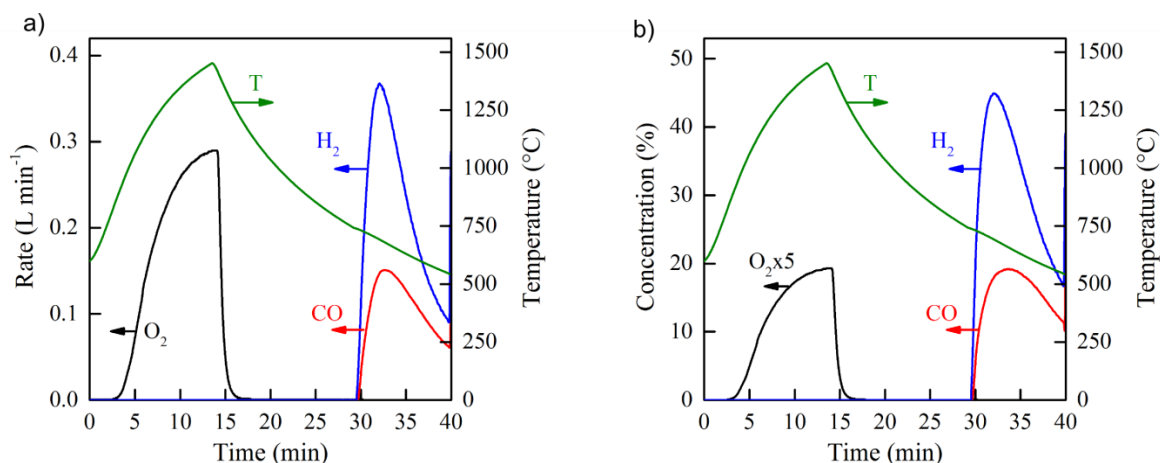 a)
Rate (L min⁻¹)
0.4
0.3
0.2
0.1
0.0
T
H₂
O₂
CO
1500
1250
1000
750
500
250
0
Temperature (°C)
0 5 10 15 20 25 30 35 40
Time (min)
b)
Concentration (%)
50
40
30
20
10
0
T
H₂
O₂x5
CO
1500
1250
1000
750
500
250
0
Temperature (°C)
0 5 10 15 20 25 30 35 40
Time (min)